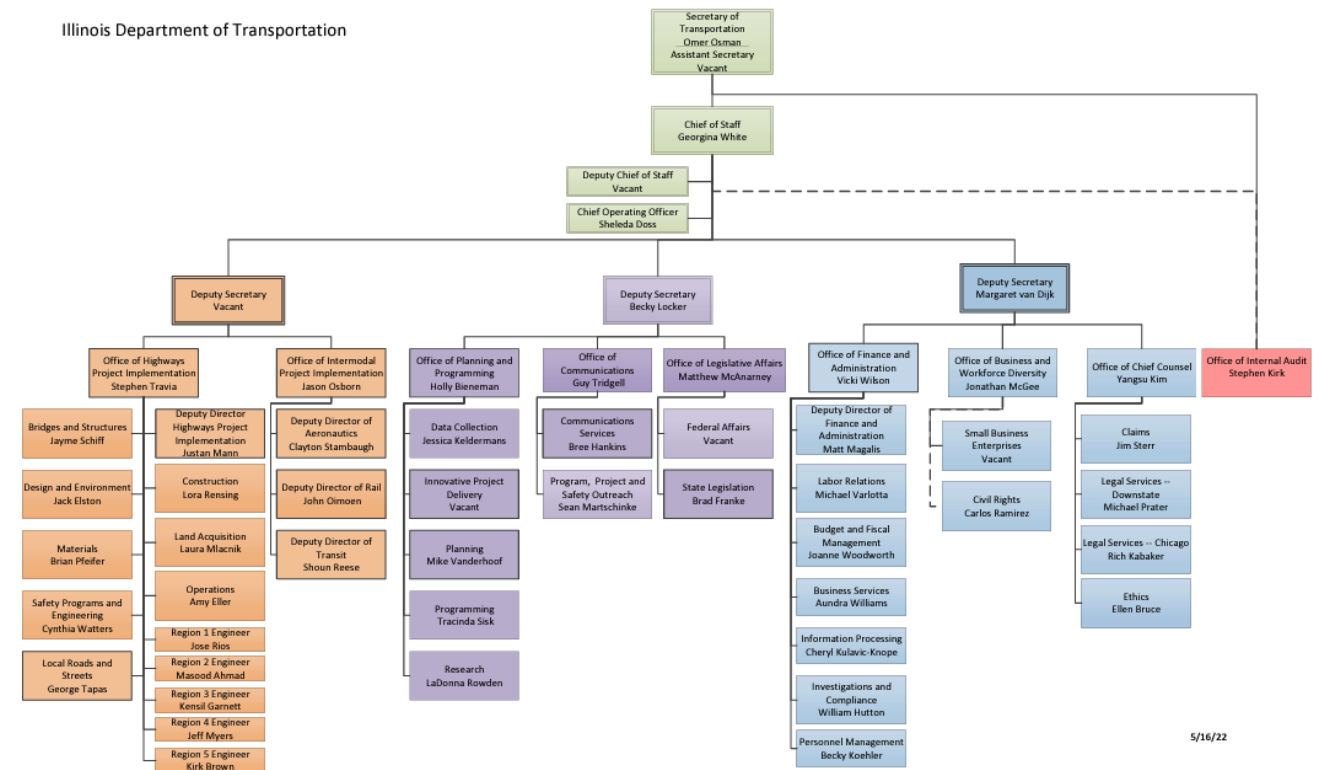 Illinois Department of Transportation
Secretary of
Transportation
Omer Osman
Assistant Secretary
Vacant
Chief of Staff
Georgina White
Deputy Chief of Staff
Vacant
Chief Operating Officer
Sheleda Doss
Deputy Secretary
Vacant
Deputy Secretary
Becky Locker
Deputy Secretary
Margaret van Dijk
Office of Highways
Project Implementation
Stephen Travia
Office of Intermodal
Project Implementation
Jason Osborn
Office of Planning and
Programming
Holly Bieneman
Office of
Communications
Guy Tridgell
Office of Legislative Affairs
Matthew McAnarney
Office of Finance and
Administration
Vicki Wilson
Office of Business and
Workforce Diversity
Jonathan McGee
Office of Chief Counsel
Yangsu Kim
Office of Internal Audit
Stephen Kirk
Bridges and Structures
Jayme Schiff
Design and Environment
Jack Elston
Materials
Brian Pfeifer
Safety Programs and
Engineering
Cynthia Watters
Local Roads and
Streets
George Tapas
Deputy Director
Highways Project
Implementation
Justan Mann
Construction
Lora Rensing
Land Acquisition
Laura Mlacnik
Operations
Amy Eller
Region 1 Engineer
Jose Rios
Region 2 Engineer
Masood Ahmad
Region 3 Engineer
Kensil Garnett
Region 4 Engineer
Jeff Myers
Region 5 Engineer
Kirk Brown
Deputy Director of
Aeronautics
Clayton Stambaugh
Deputy Director of Rail
John Oimoen
Deputy Director of
Transit
Shoun Reese
Data Collection
Jessica Keldermans
Innovative Project
Delivery
Vacant
Planning
Mike Vanderhoof
Programming
Tracinda Sisk
Research
LaDonna Rowden
Communications
Services
Bree Hankins
Program, Project and
Safety Outreach
Sean Martschinke
Federal Affairs
Vacant
State Legislation
Brad Franke
Deputy Director of
Finance and
Administration
Matt Magalis
Labor Relations
Michael Varlotta
Budget and Fiscal
Management
Joanne Woodworth
Business Services
Aundra Williams
Information Processing
Cheryl Kulavic-Knope
Investigations and
Compliance
William Hutton
Personnel Management
Becky Koehler
Small Business
Enterprises
Vacant
Civil Rights
Carlos Ramirez
Claims
Jim Sterr
Legal Services --
Downstate
Michael Prater
Legal Services -- Chicago
Rich Kabaker
Ethics
Ellen Bruce
5/16/22